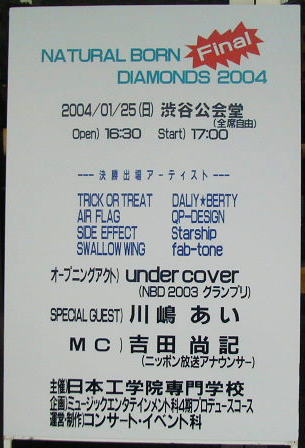 NATURAL BORN Final
DIAMONDS 2004
2004/01/25(日) 渋谷公会堂
(全席自由)
Open) 16:30 Start) 17:00
--- 決勝出場アーティスト ---
TRICK OR TREAT DALIY★BERTY
AIR FLAG QP-DESIGN
SIDE EFFECT Starship
SWALLOW WING fab-tone
オープニングアクト) under cover
(NBD 2003 グランプリ)
SPECIAL GUEST) 川嶋 あい
MC) 吉田 尚記
(ニッポン放送アナウンサー)
主催)日本工学院専門学校
企画)ミュージックエンタテインメント科4期プロデュースコース
運営・制作)コンサート・イベント科